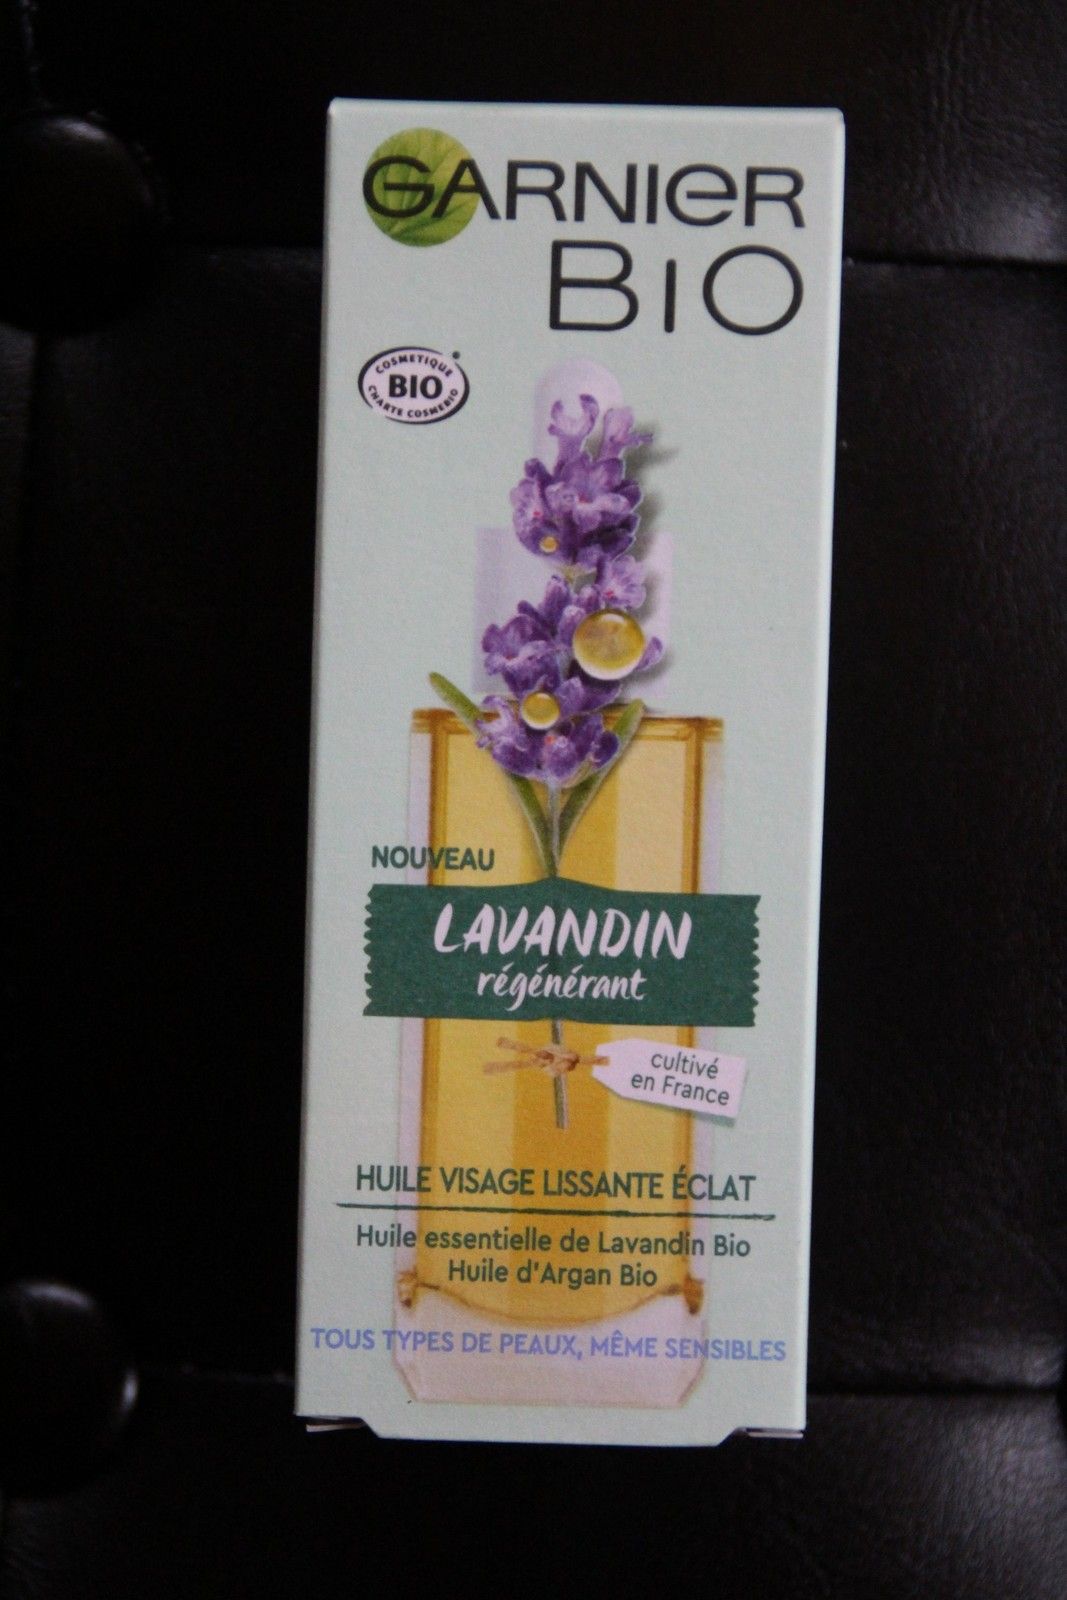 GARNIER
BIO
COSMETIQUE
BIO
CHARTE COSMEBIO
NOUVEAU
LAVANDIN
régénérant
cultivé
en France
HUILE VISAGE LISSANTE ÉCLAT
Huile essentielle de Lavandin Bio
Huile d'Argan Bio
TOUS TYPES DE PEAUX, MÊME SENSIBLES